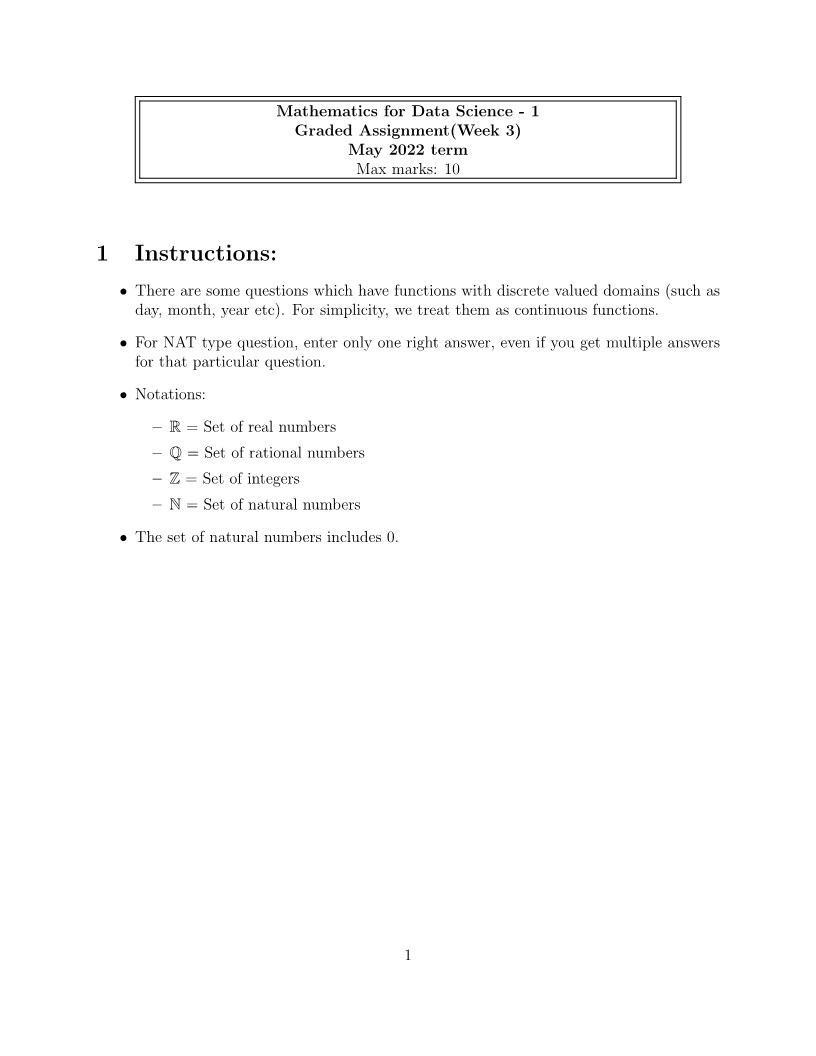 Mathematics for Data Science - 1
Graded Assignment(Week 3)
May 2022 term
Max marks: 10
1 Instructions:
• There are some questions which have functions with discrete valued domains (such as
day, month, year etc). For simplicity, we treat them as continuous functions.
• For NAT type question, enter only one right answer, even if you get multiple answers
for that particular question.
• Notations:
– ℝ = Set of real numbers
– ℚ = Set of rational numbers
– ℤ = Set of integers
– ℕ = Set of natural numbers
• The set of natural numbers includes 0.
1